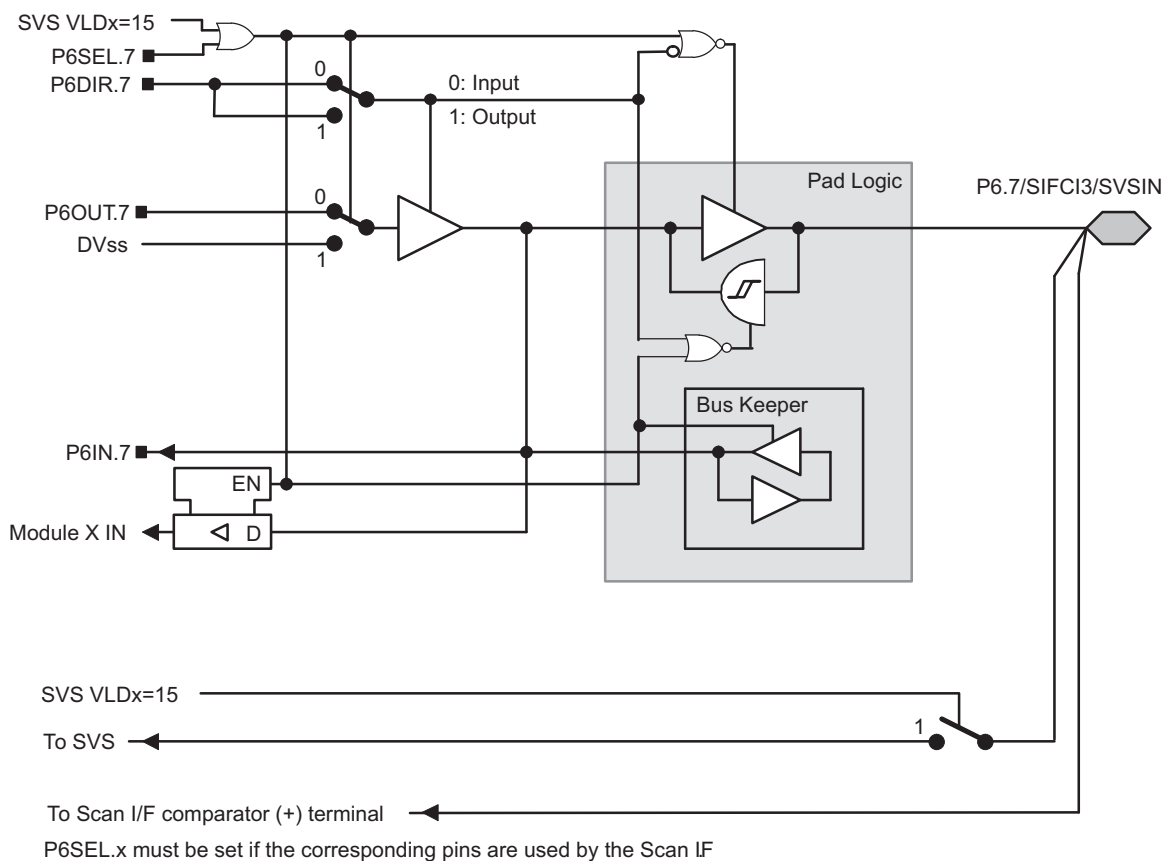 SVS VLDx=15
P6SEL.7
P6DIR.7
0
0: Input
1: Output
1
Pad Logic
P6.7/SIFCI3/SVSIN
P6OUT.7
0
DVss
1
Bus Keeper
P6IN.7
EN
Module X IN
D
SVS VLDx=15
1
To SVS
To Scan I/F comparator (+) terminal
P6SEL.x must be set if the corresponding pins are used by the Scan I.F